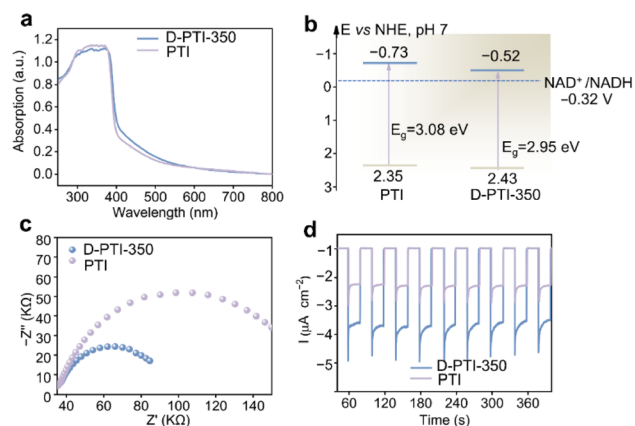 a
D-PTI-350
PTI
Absorption (a.u.)
1.2
1.0
0.8
0.6
0.4
0.2
0.0
300 400 500 600 700 800
Wavelength (nm)
b
E vs NHE, pH 7
-1
0
1
2
3
−0.73
−0.52
NAD⁺/NADH
−0.32 V
Eg=3.08 eV
Eg=2.95 eV
2.35
2.43
PTI
D-PTI-350
c
D-PTI-350
PTI
−Z'' (KΩ)
80
70
60
50
40
30
20
10
0
40 60 80 100 120 140
Z' (KΩ)
d
I (μA cm⁻²)
−1
−2
−3
−4
−5
D-PTI-350
PTI
60 120 180 240 300 360
Time (s)